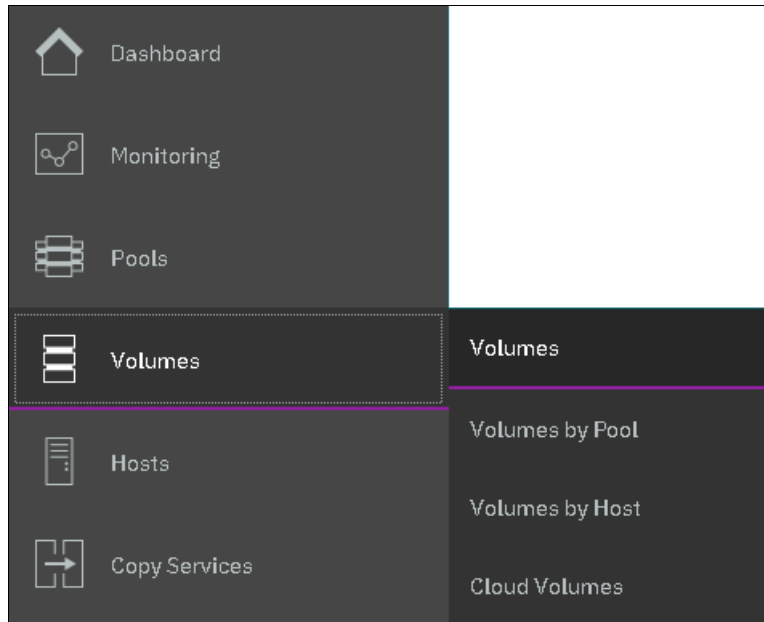 Dashboard
Monitoring
Pools
Volumes
Hosts
Copy Services
Volumes
Volumes by Pool
Volumes by Host
Cloud Volumes